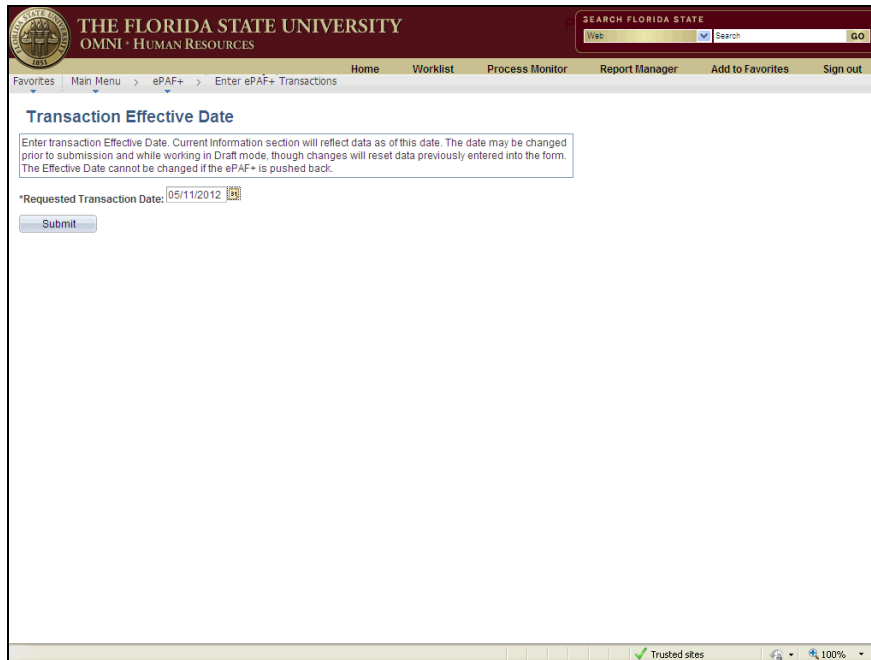 THE FLORIDA STATE UNIVERSITY
OMNI · HUMAN RESOURCES
P
SEARCH FLORIDA STATE
Web Search GO
1851
Home Worklist Process Monitor Report Manager Add to Favorites Sign out
Favorites Main Menu > ePAF+ > Enter ePAF+ Transactions
Transaction Effective Date
Enter transaction Effective Date. Current Information section will reflect data as of this date. The date may be changed
prior to submission and while working in Draft mode, though changes will reset data previously entered into the form.
The Effective Date cannot be changed if the ePAF+ is pushed back.
*Requested Transaction Date: 05/11/2012 31
Submit
Trusted sites 100%